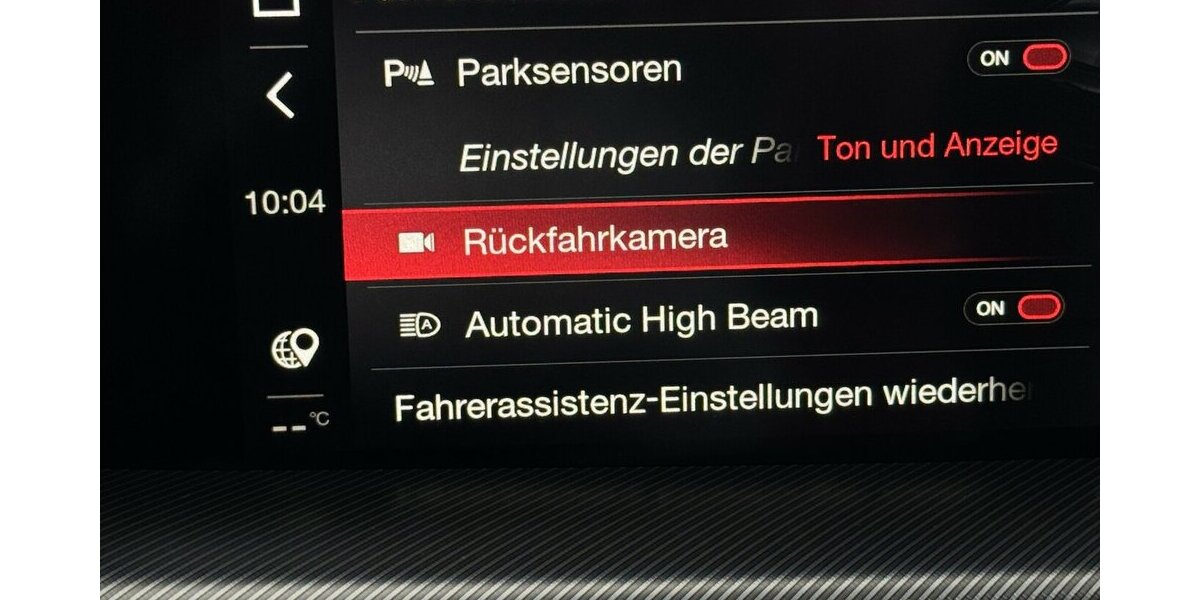 Parksensoren ON
Einstellungen der Pa Ton und Anzeige
10:04
Rückfahrkamera
Automatic High Beam ON
Fahrerassistenz-Einstellungen wiederhe
--°C